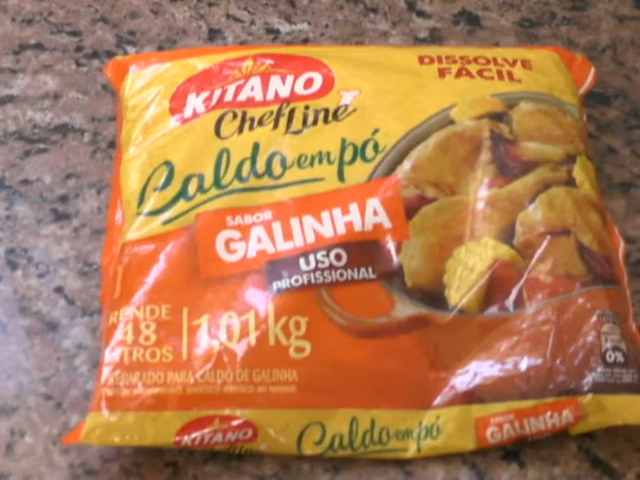 DISSOLVE
FÁCIL
KITANO
ChefLine
Caldo em pó
SABOR
GALINHA
USO
PROFISSIONAL
RENDE
48
LITROS
1,01 kg
PREPARADO PARA CALDO DE GALINHA
0%
KITANO
Caldo em pó
SABOR
GALINHA